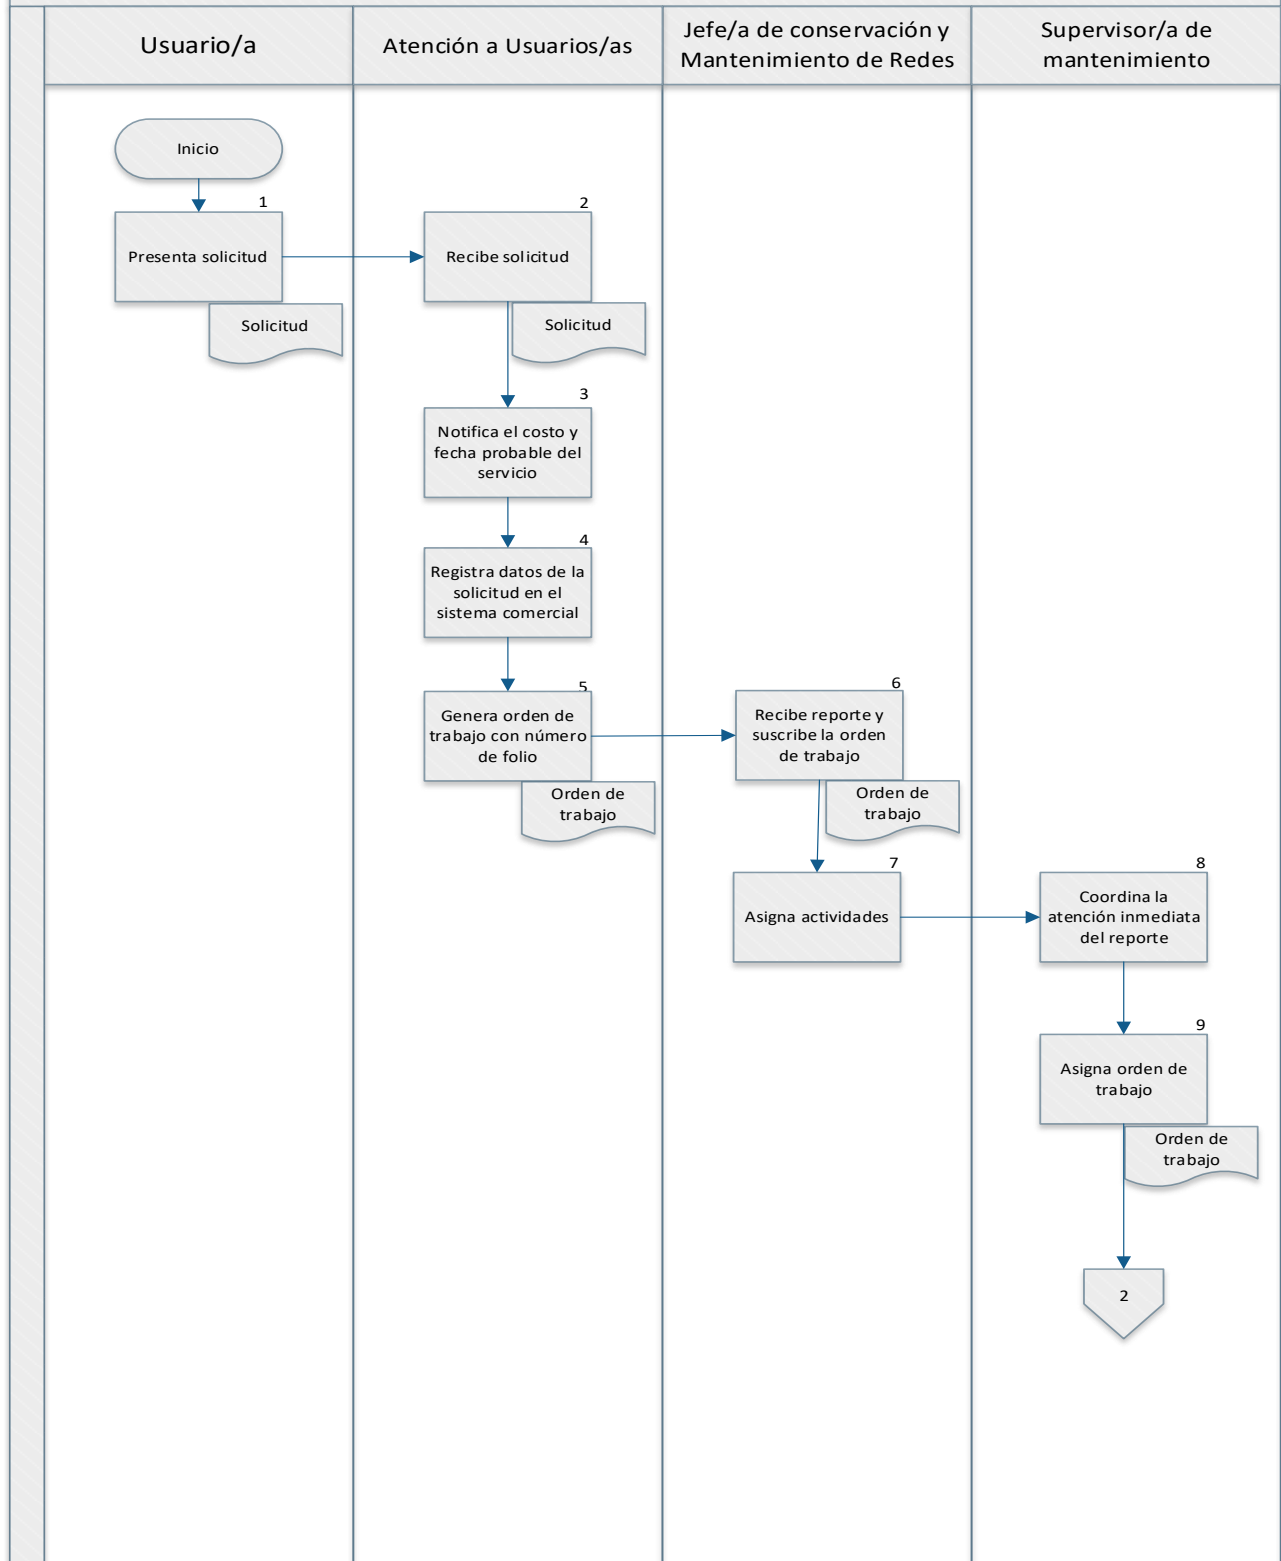 Usuario/a
Atención a Usuarios/as
Jefe/a de conservación y
Mantenimiento de Redes
Supervisor/a de
mantenimiento
Inicio
1
Presenta solicitud
Solicitud
2
Recibe solicitud
Solicitud
3
Notifica el costo y
fecha probable del
servicio
4
Registra datos de la
solicitud en el
sistema comercial
5
Genera orden de
trabajo con número
de folio
Orden de
trabajo
6
Recibe reporte y
suscribe la orden
de trabajo
Orden de
trabajo
7
Asigna actividades
8
Coordina la
atención inmediata
del reporte
9
Asigna orden de
trabajo
Orden de
trabajo
2